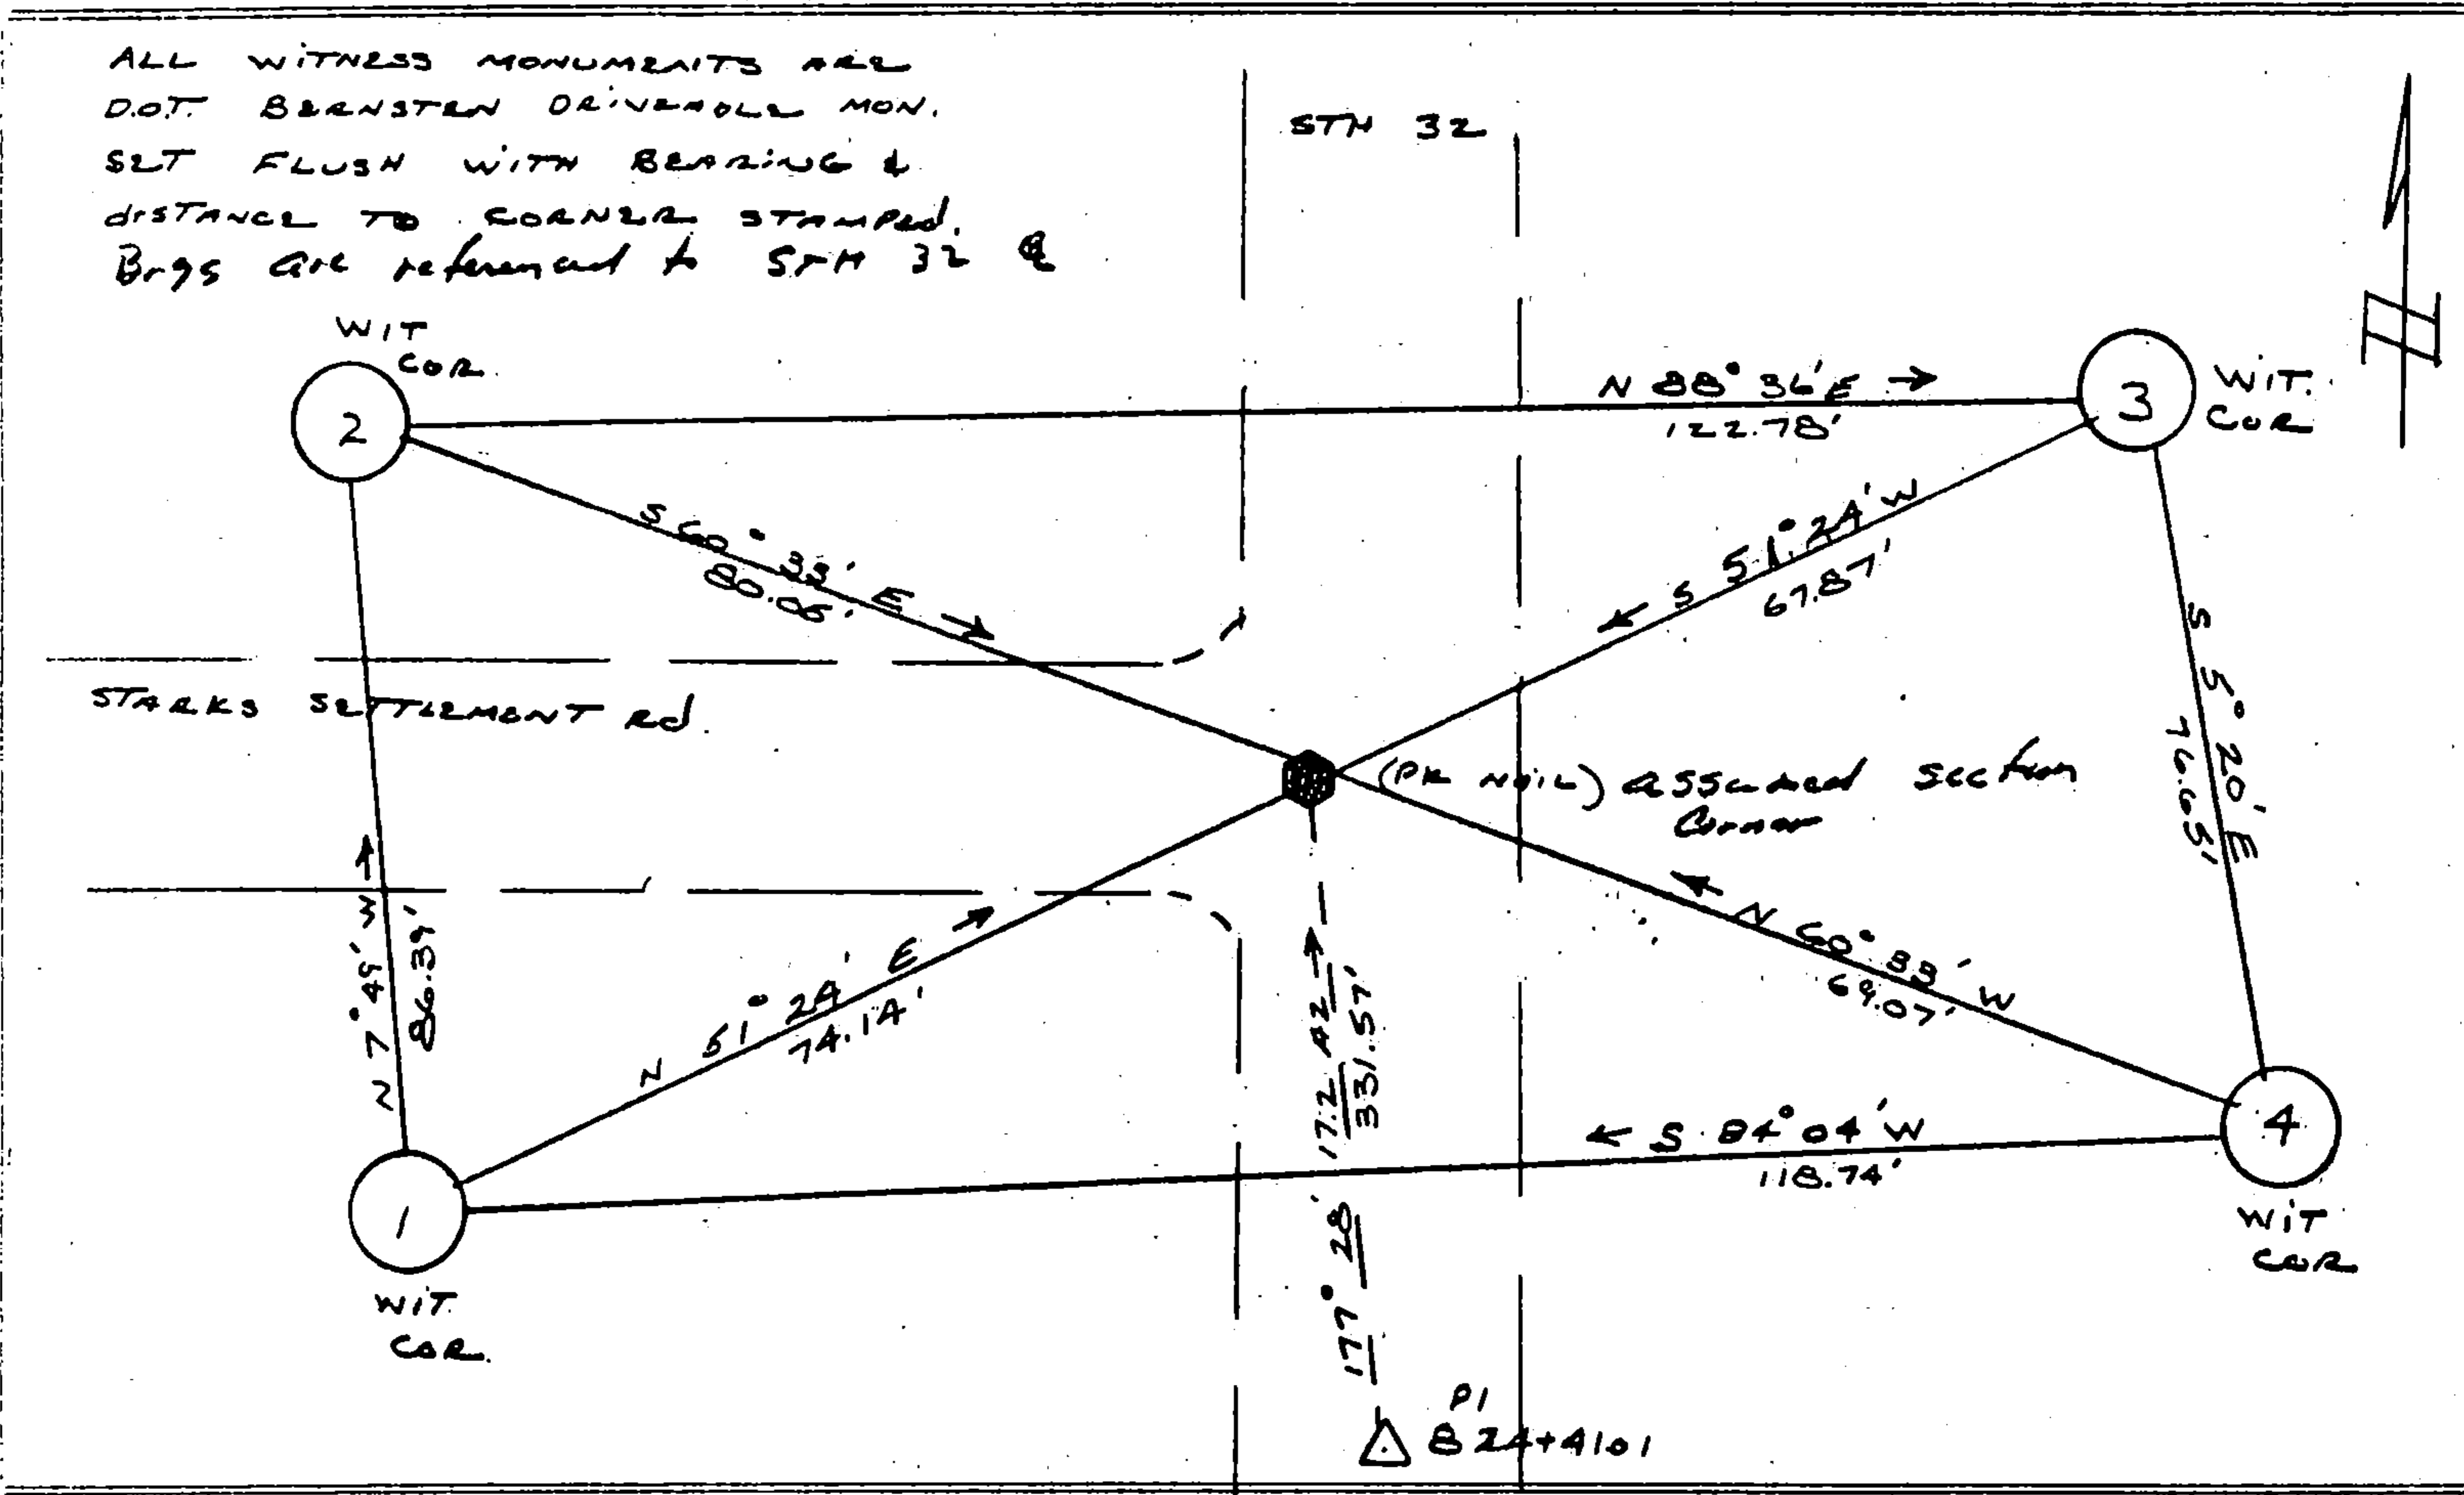 ALL WITNESS MONUMENTS ARE
D.O.T. BERNSTEN DRIVEABLE MON.
SET FLUSH WITH BEARING &
distance TO CORNER STAMPed.
Brgs are referenced to STH 32 ℄
STH 32
WIT
COR.
2
N 88° 36' E →
122.78'
3
WIT.
COR
S 60° 33' E →
80.06'
← S 51° 24' W
67.87'
S 5° 20' E
76.65'
STARKS SETTLEMENT Rd.
(PK NAIL) assumed section
Corner
N 7° 49' W →
86.39'
N 51° 24' E →
74.14'
← N 60° 33' W
69.07'
177° 28' 17.2" AZ →
331.57'
← S 84° 04' W
118.74'
1
WIT.
COR.
4
WIT
COR
PI
824+4101